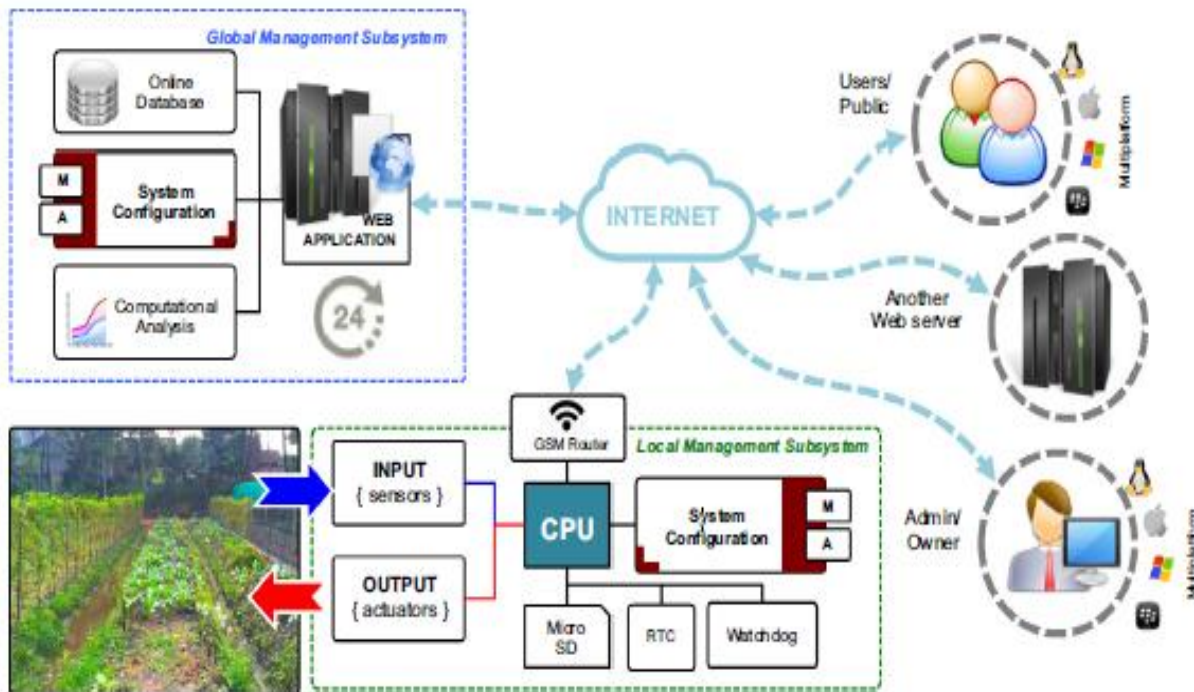 Global Management Subsystem
Online
Database
M
A
System
Configuration
Computational
Analysis
WEB
APPLICATION
24
INTERNET
Users/
Public
Multiplatform
Another
Web server
Admin/
Owner
Multiplatform
GSM Router
Local Management Subsystem
INPUT
{ sensors }
OUTPUT
{ actuators }
CPU
System
Configuration
M
A
Micro
SD
RTC
Watchdog